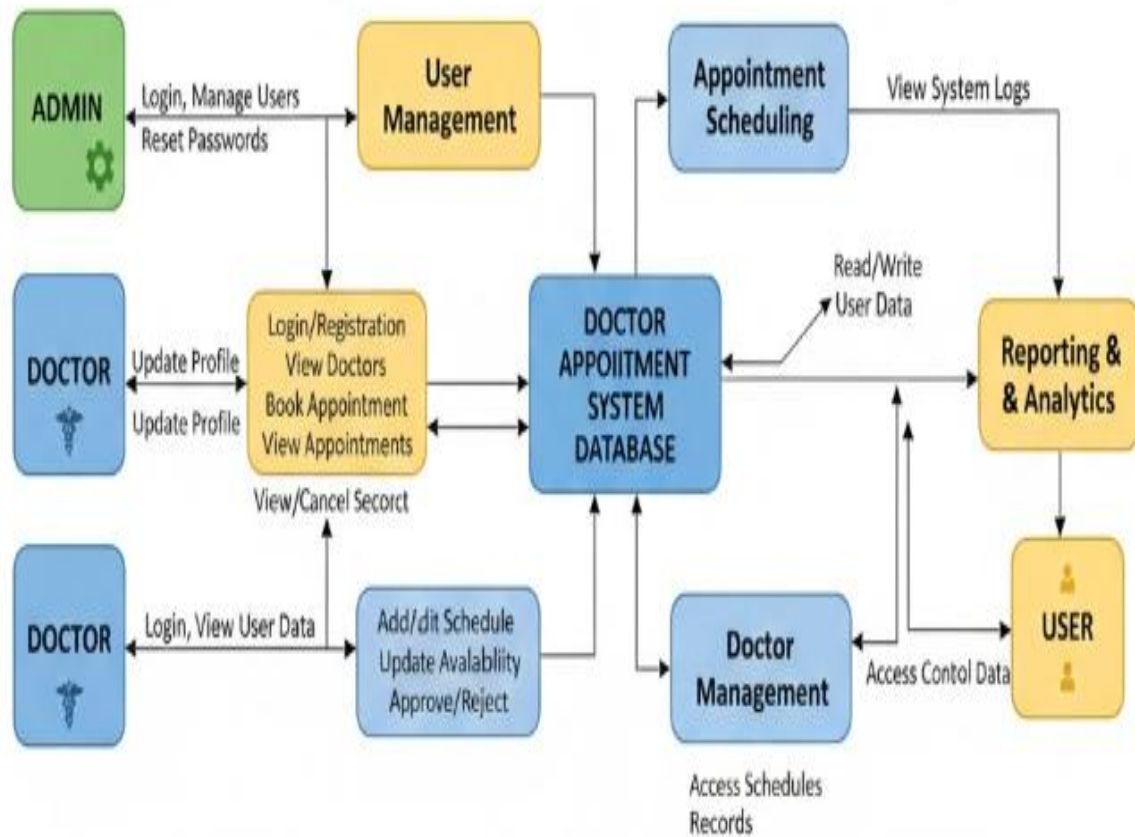 ADMIN
Login, Manage Users
Reset Passwords
User
Management
Appointment
Scheduling
View System Logs
DOCTOR
Update Profile
Update Profile
Login/Registration
View Doctors
Book Appointment
View Appointments
View/Cancel Secorct
DOCTOR
APPOIITMENT
SYSTEM
DATABASE
Read/Write
User Data
Reporting &
& Analytics
DOCTOR
Login, View User Data
Add/dit Schedule
Update Avalabliity
Approve/Reject
Doctor
Management
Access Contol Data
USER
Access Schedules
Records